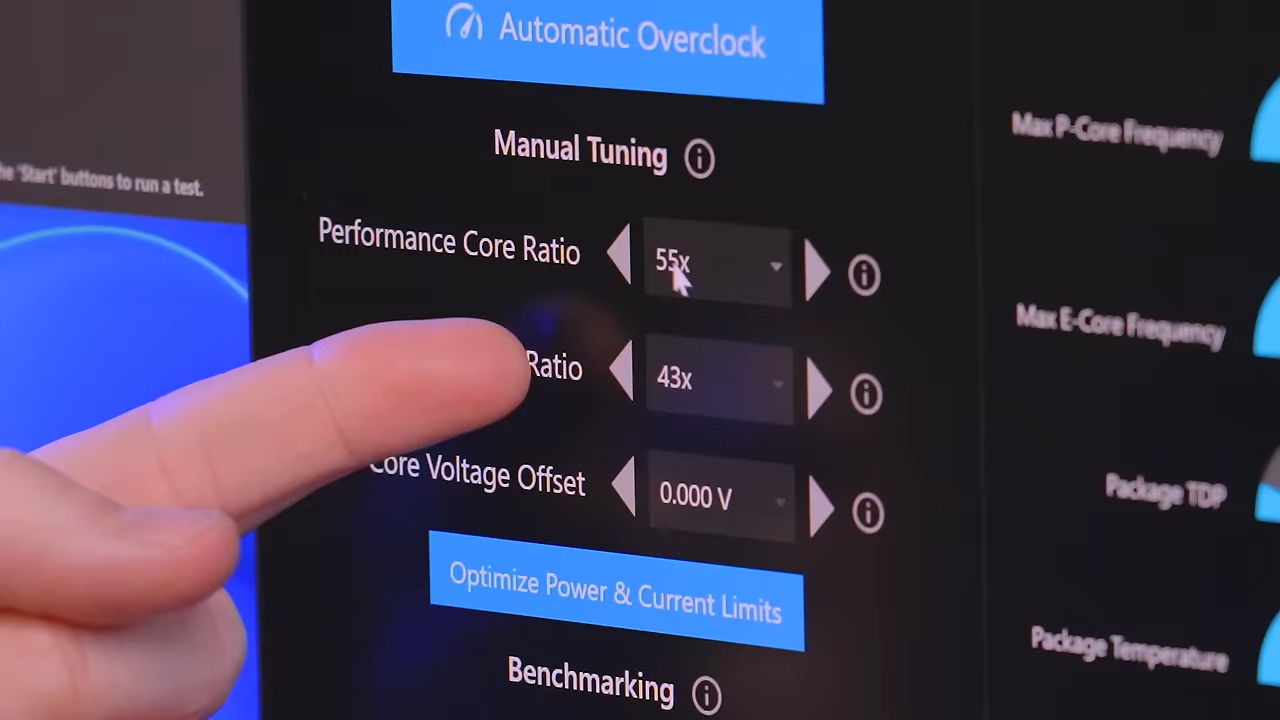 Automatic Overclock
Manual Tuning
he 'Start' buttons to run a test.
Performance Core Ratio
55x
Ratio
43x
Core Voltage Offset
0.000 V
Optimize Power & Current Limits
Benchmarking
Max P-Core Frequency
Max E-Core Frequency
Package TDP
Package Temperature